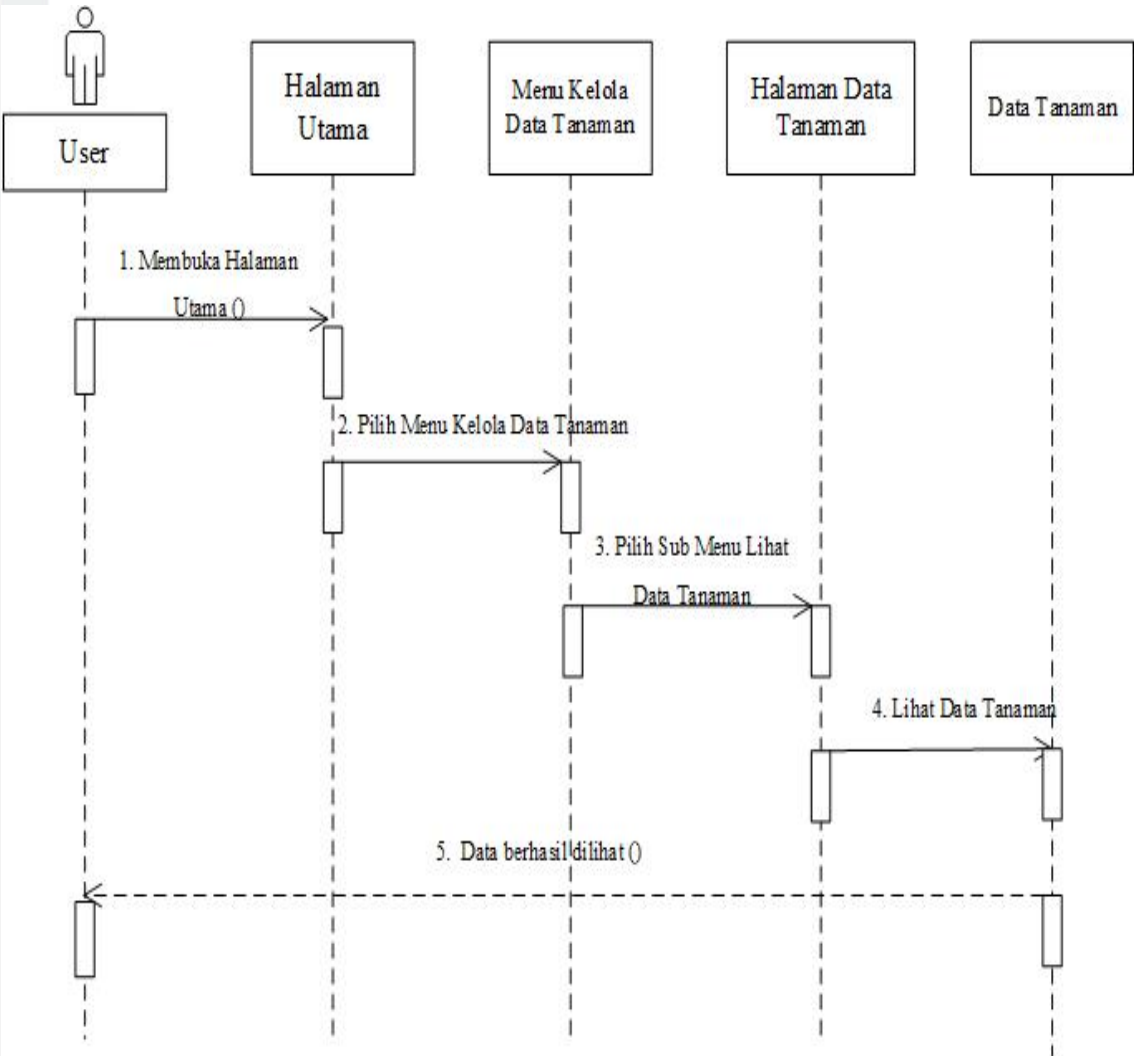 User
Halaman
Utama
Menu Kelola
Data Tanaman
Halaman Data
Tanaman
Data Tanaman
1. Membuka Halaman
Utama ()
2. Pilih Menu Kelola Data Tanaman
3. Pilih Sub Menu Lihat
Data Tanaman
4. Lihat Data Tanaman
5. Data berhasil dilihat ()